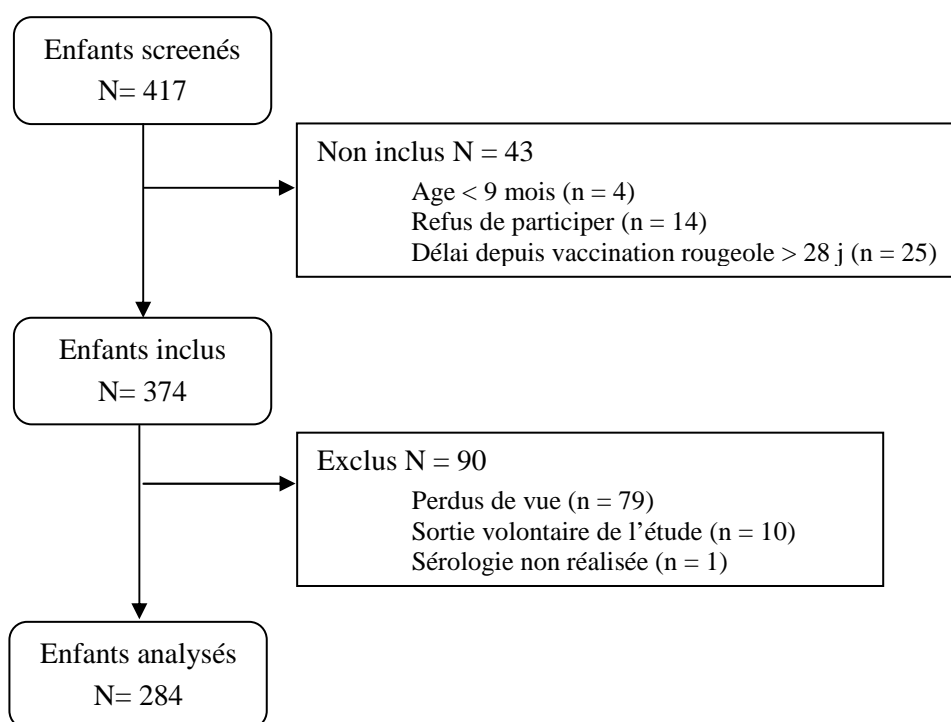 Enfants screenés
N= 417
Non inclus N = 43
Age < 9 mois (n = 4)
Refus de participer (n = 14)
Délai depuis vaccination rougeole > 28 j (n = 25)
Enfants inclus
N= 374
Exclus N = 90
Perdus de vue (n = 79)
Sortie volontaire de l’étude (n = 10)
Sérologie non réalisée (n = 1)
Enfants analysés
N= 284